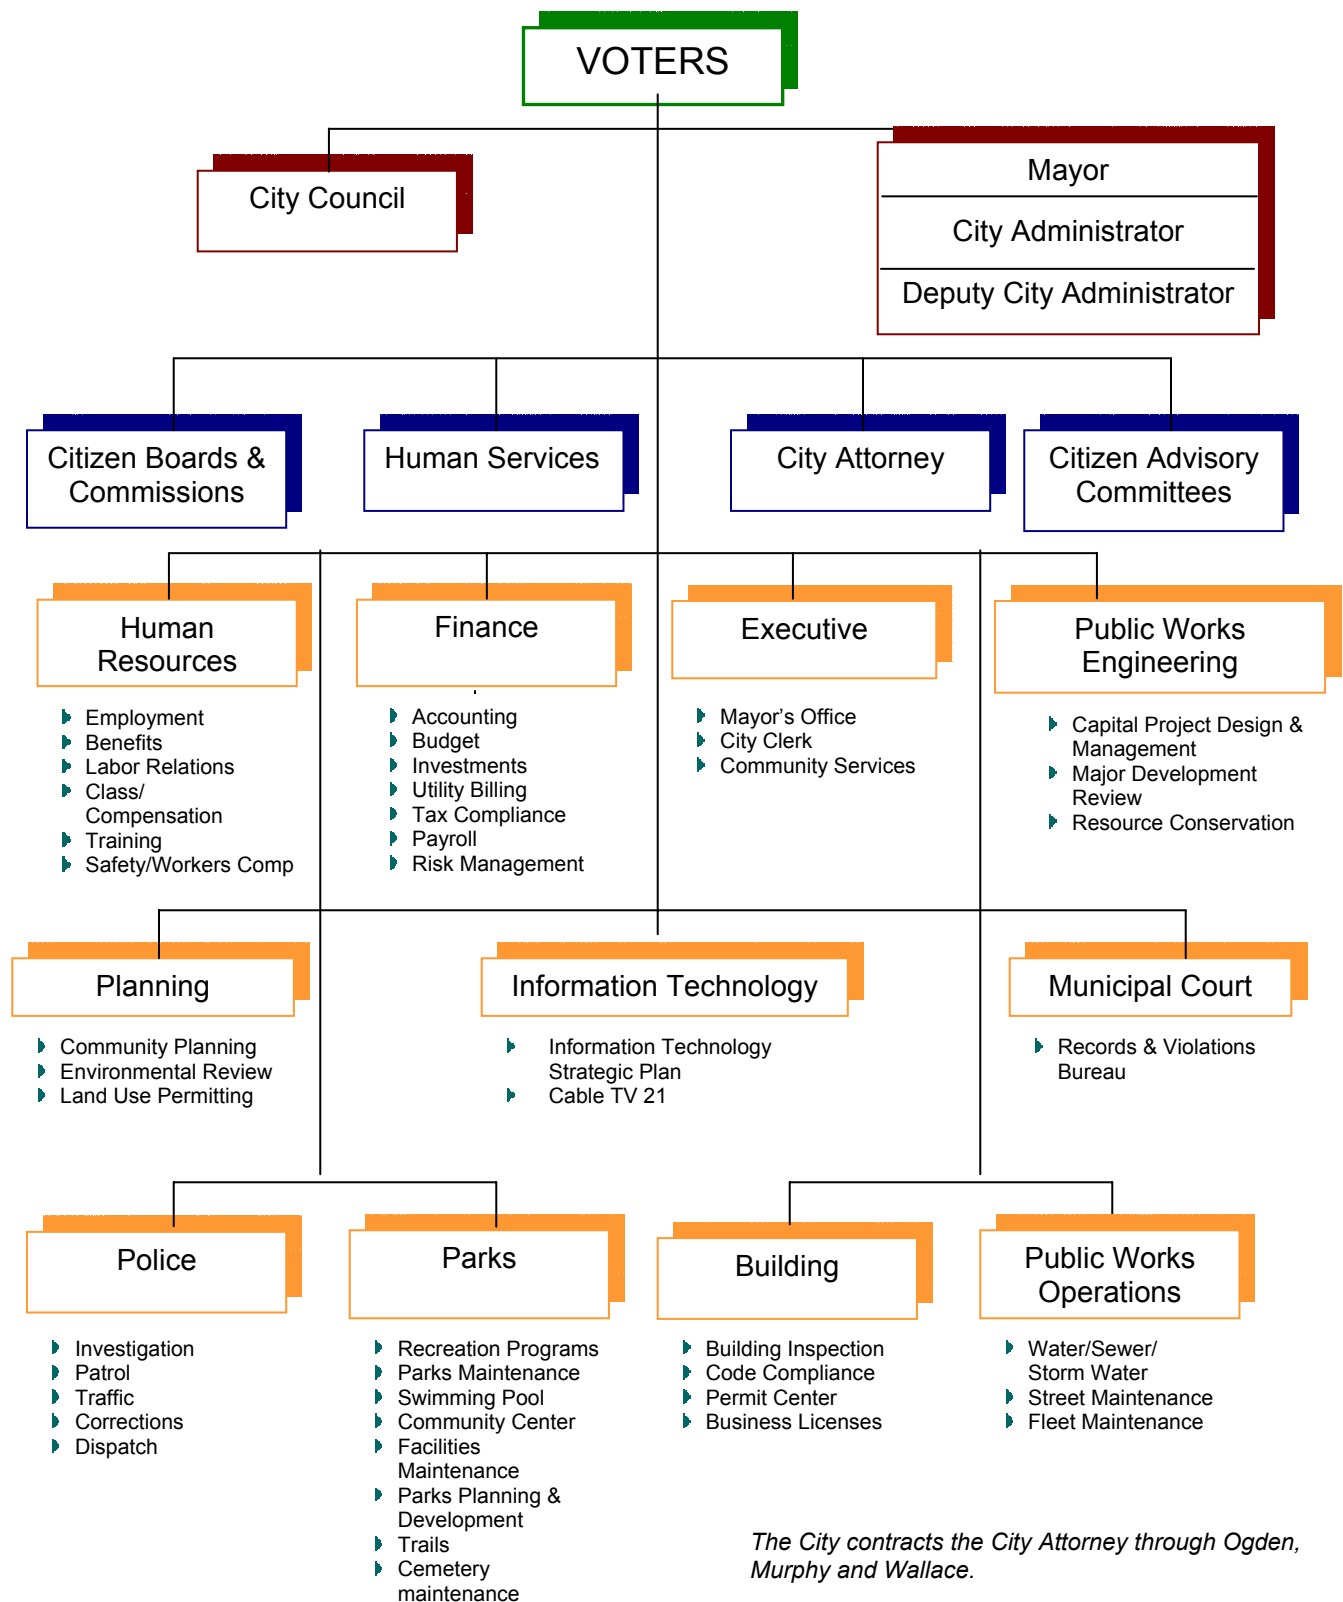 VOTERS
City Council
Mayor
City Administrator
Deputy City Administrator
Citizen Boards &
Commissions
Human Services
City Attorney
Citizen Advisory
Committees
Human
Resources
Employment
Benefits
Labor Relations
Class/
Compensation
Training
Safety/Workers Comp
Finance
Accounting
Budget
Investments
Utility Billing
Tax Compliance
Payroll
Risk Management
Executive
Mayor’s Office
City Clerk
Community Services
Public Works
Engineering
Capital Project Design &
Management
Major Development
Review
Resource Conservation
Planning
Community Planning
Environmental Review
Land Use Permitting
Information Technology
Information Technology
Strategic Plan
Cable TV 21
Municipal Court
Records & Violations
Bureau
Police
Investigation
Patrol
Traffic
Corrections
Dispatch
Parks
Recreation Programs
Parks Maintenance
Swimming Pool
Community Center
Facilities
Maintenance
Parks Planning &
Development
Trails
Cemetery
maintenance
Building
Building Inspection
Code Compliance
Permit Center
Business Licenses
Public Works
Operations
Water/Sewer/
Storm Water
Street Maintenance
Fleet Maintenance
The City contracts the City Attorney through Ogden,
Murphy and Wallace.